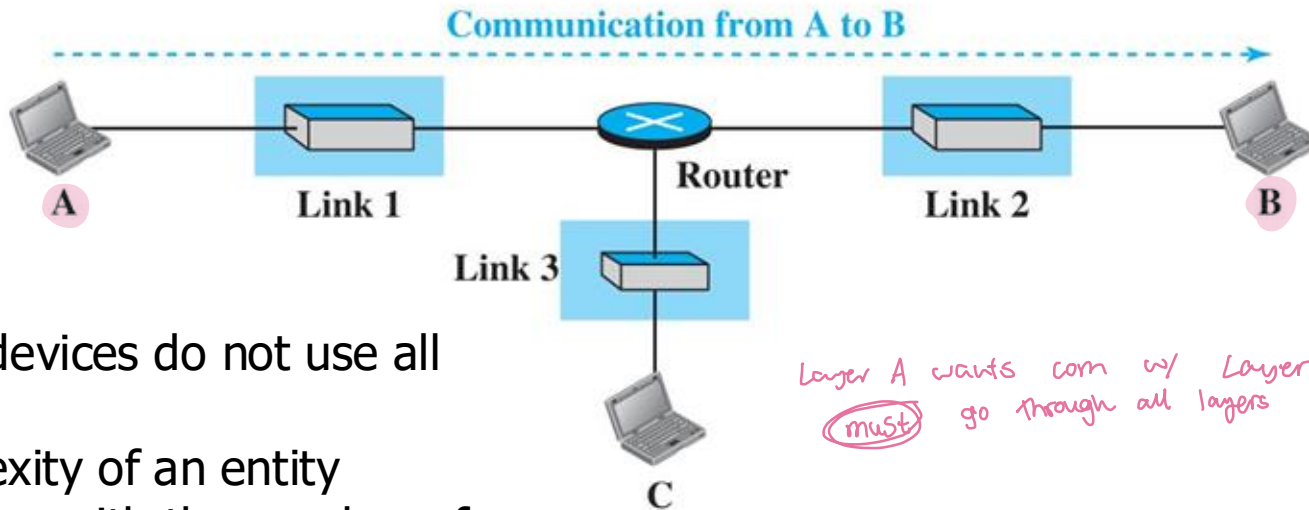 Communication from A to B
A
Link 1
Router
Link 2
B
Link 3
devices do not use all
Layer A wants com w/ Layer
must go through all layers
exity of an entity
C